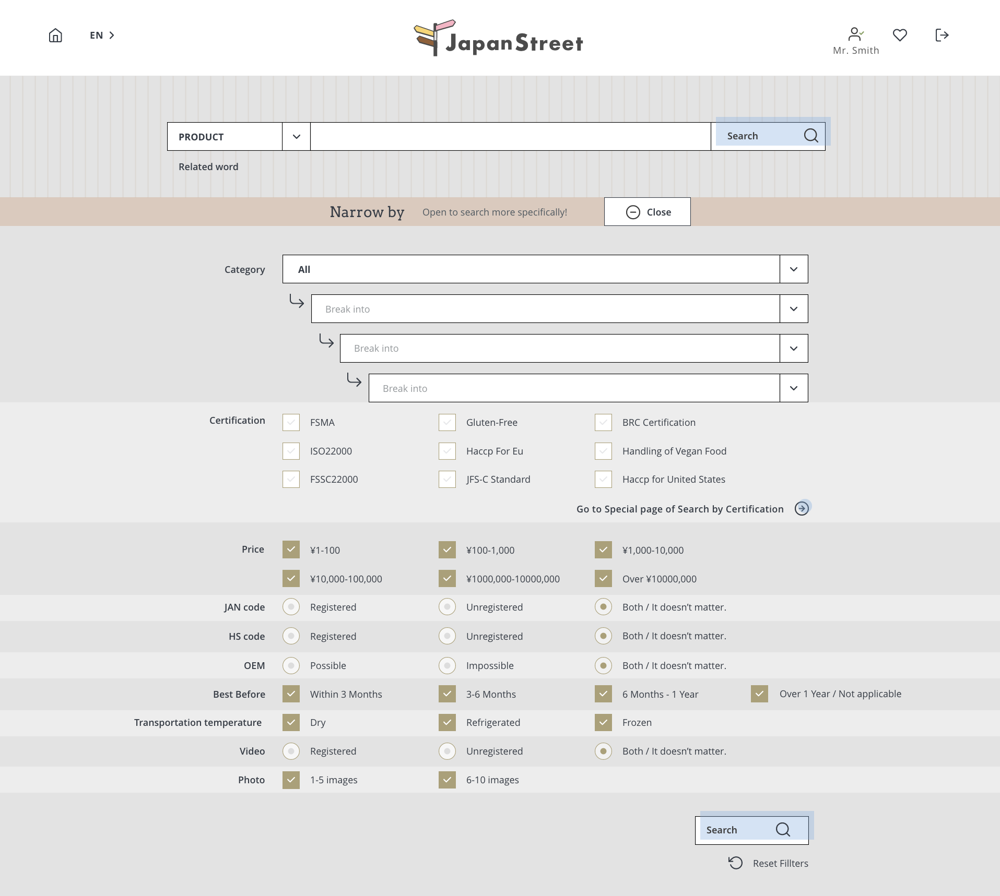 EN
JapanStreet
Mr. Smith
PRODUCT
Search
Related word
Narrow by
Open to search more specifically!
Close
Category
All
Break into
Break into
Break into
Certification
FSMA
Gluten-Free
BRC Certification
ISO22000
Haccp For Eu
Handling of Vegan Food
FSSC22000
JFS-C Standard
Haccp for United States
Go to Special page of Search by Certification
Price
¥1-100
¥100-1,000
¥1,000-10,000
¥10,000-100,000
¥1000,000-10000,000
Over ¥10000,000
JAN code
Registered
Unregistered
Both / It doesn’t matter.
HS code
Registered
Unregistered
Both / It doesn’t matter.
OEM
Possible
Impossible
Both / It doesn’t matter.
Best Before
Within 3 Months
3-6 Months
6 Months - 1 Year
Over 1 Year / Not applicable
Transportation temperature
Dry
Refrigerated
Frozen
Video
Registered
Unregistered
Both / It doesn’t matter.
Photo
1-5 images
6-10 images
Search
Reset Fillters